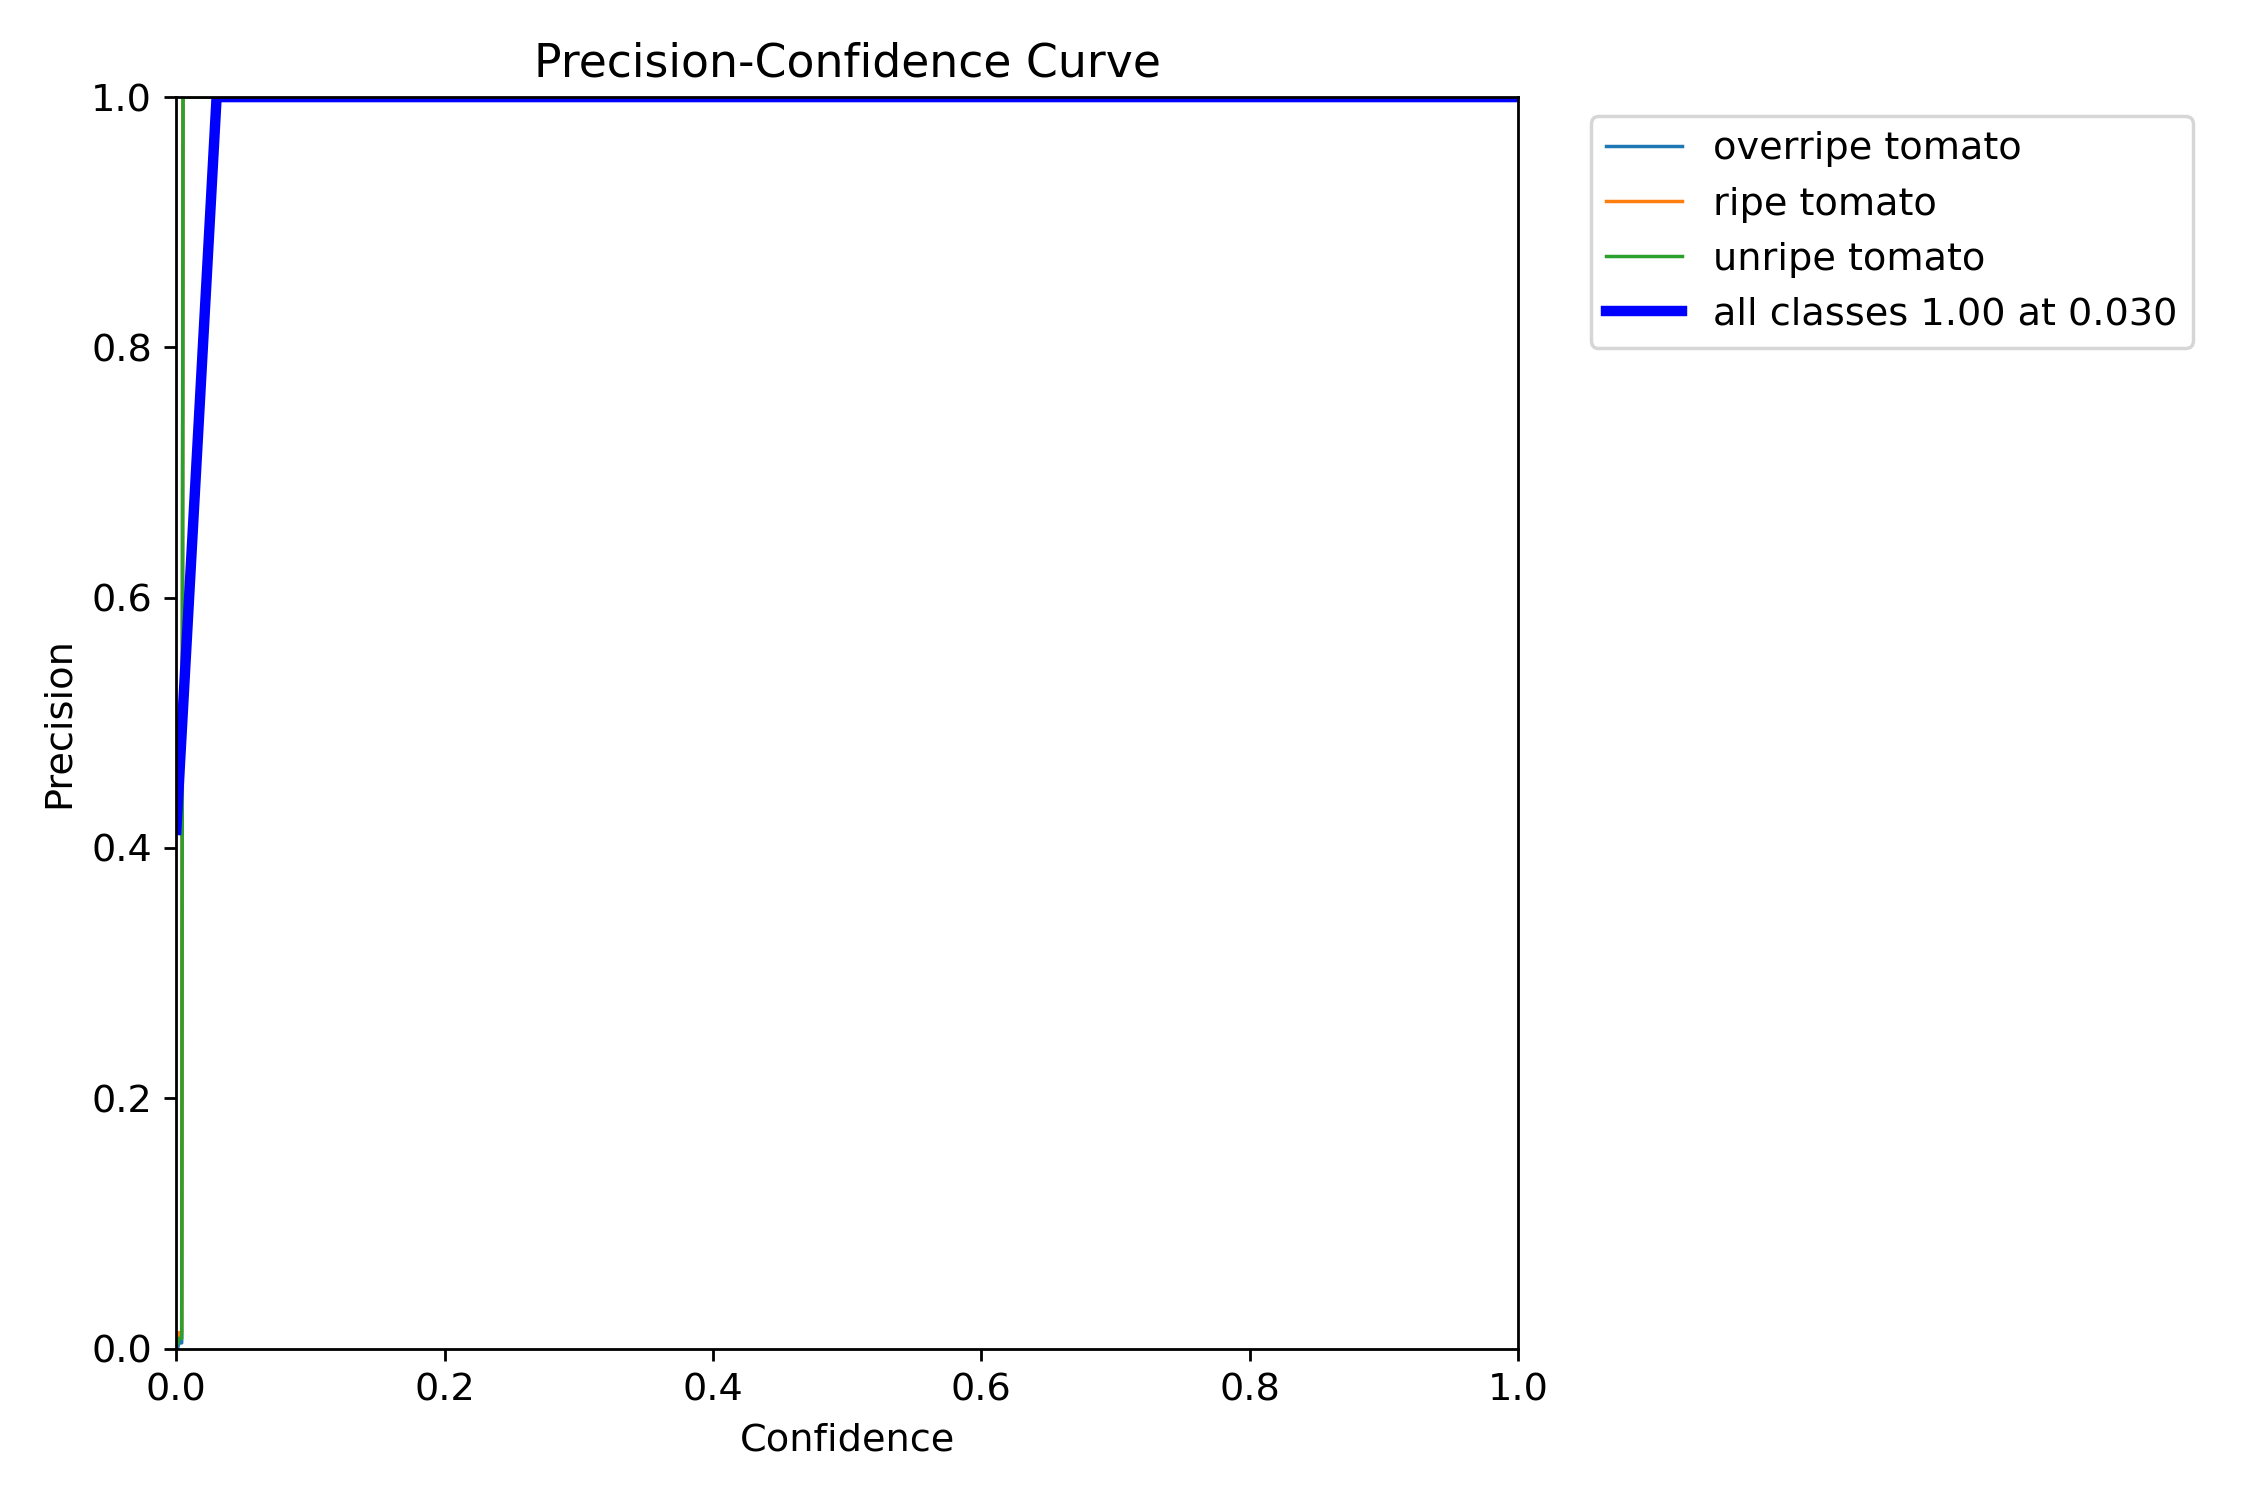 Precision-Confidence Curve
1.0
0.8
0.6
0.4
0.2
0.0
Precision
0.0 0.2 0.4 0.6 0.8 1.0
Confidence
overripe tomato
ripe tomato
unripe tomato
all classes 1.00 at 0.030